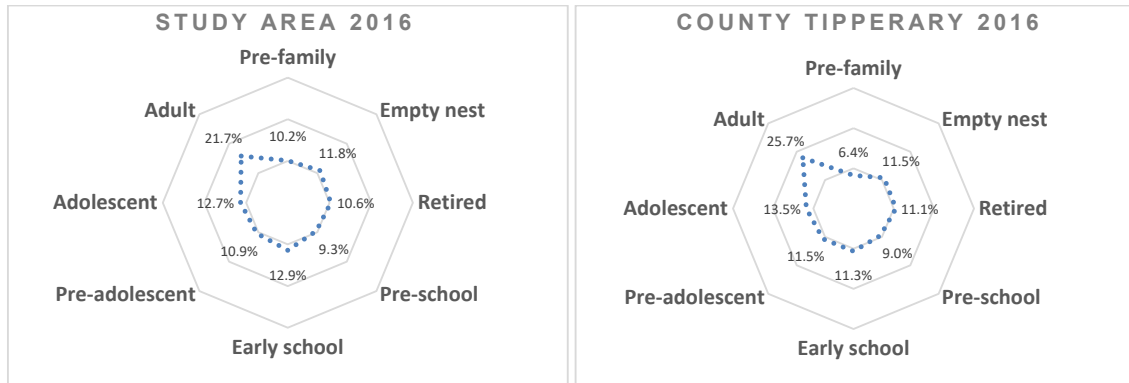 STUDY AREA 2016
Pre-family
Adult
Empty nest
21.7%
10.2%
11.8%
Adolescent
12.7%
10.6%
Retired
10.9%
9.3%
12.9%
Pre-adolescent
Pre-school
Early school
COUNTY TIPPERARY 2016
Pre-family
Adult
Empty nest
25.7%
6.4%
11.5%
Adolescent
13.5%
11.1%
Retired
11.5%
9.0%
11.3%
Pre-adolescent
Pre-school
Early school